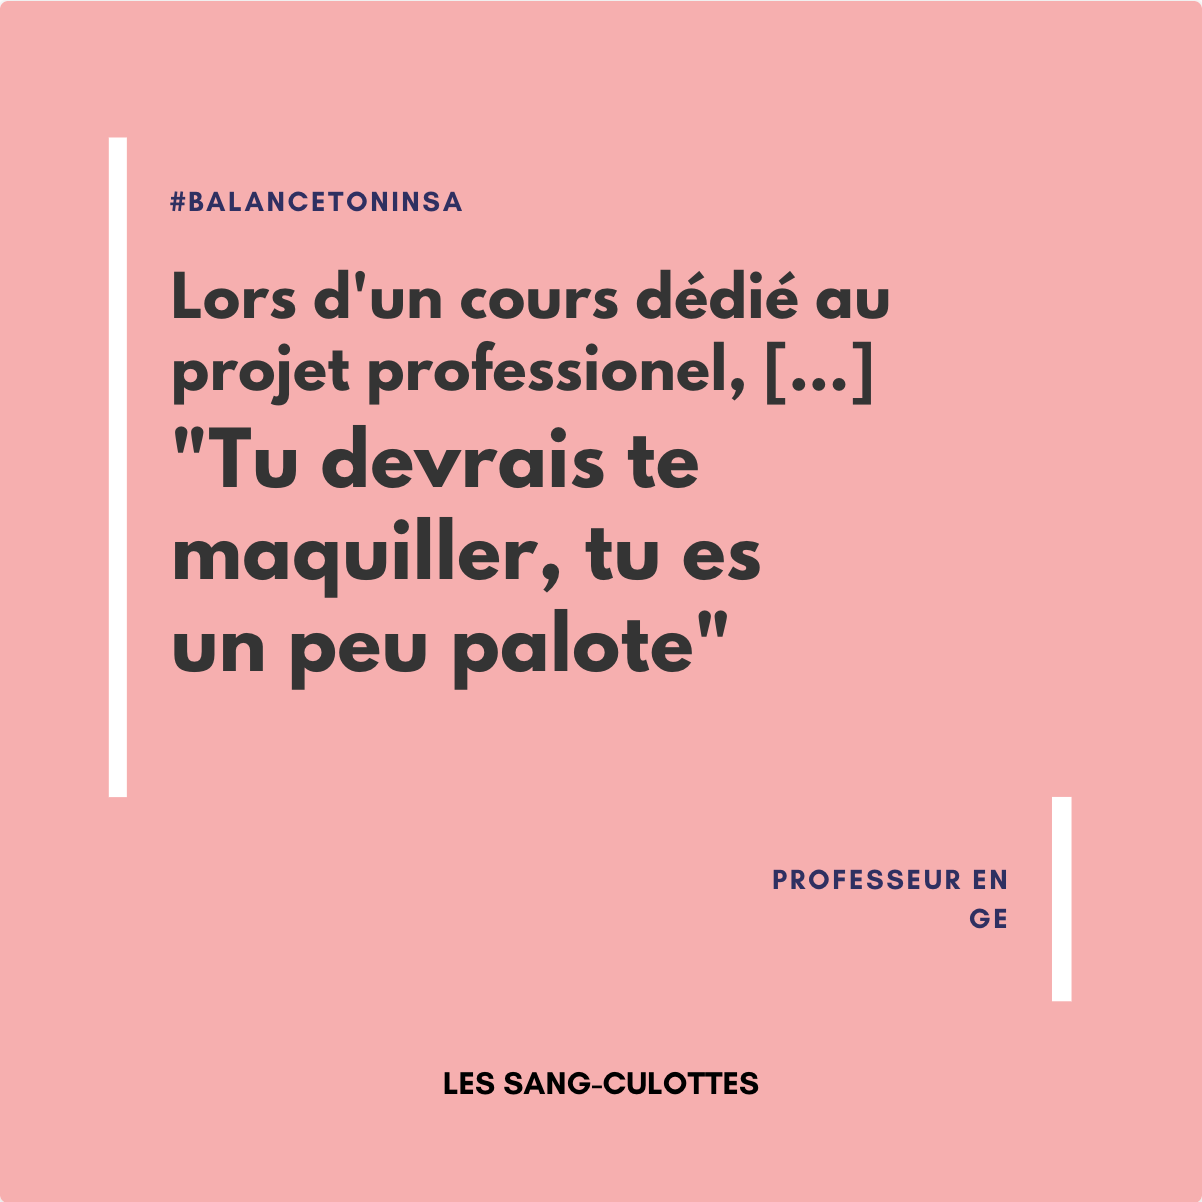 #BALANCETONINSA
Lors d'un cours dédié au
projet professionel, [...]
"Tu devrais te
maquiller, tu es
un peu palote"
PROFESSEUR EN
GE
LES SANG-CULOTTES